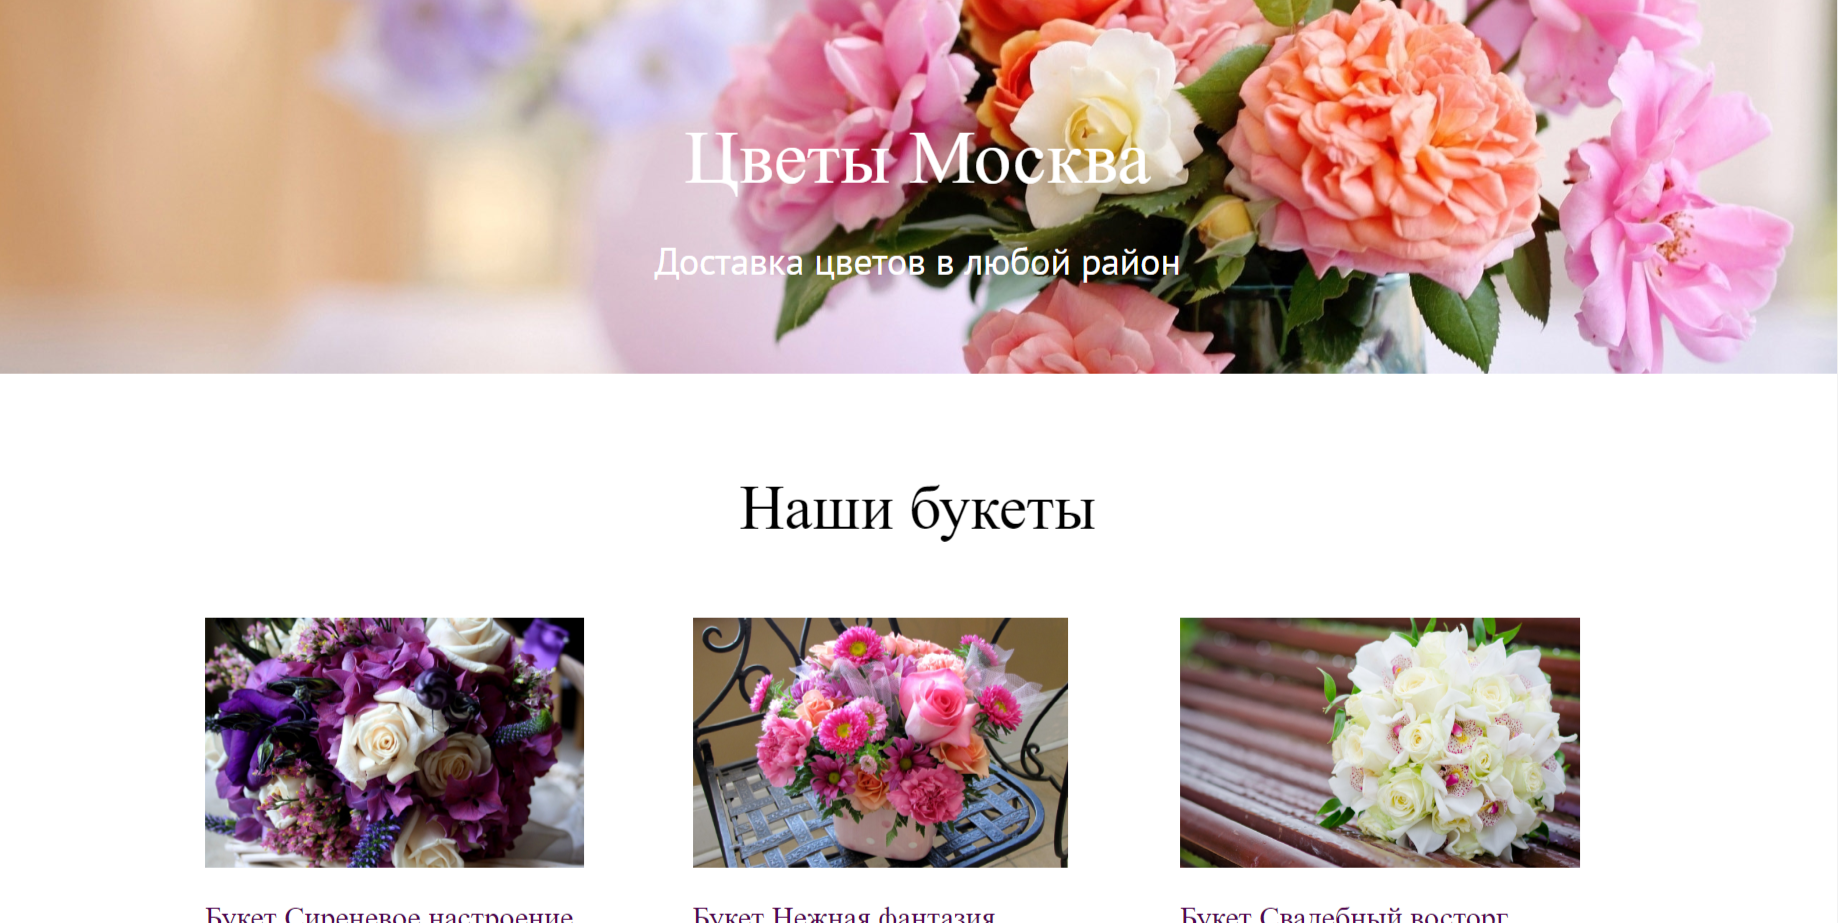 Цветы Москва
Доставка цветов в любой район
Наши букеты
Букет Сиреневое настроение
Букет Нежная фантазия
Букет Свадебный восторг